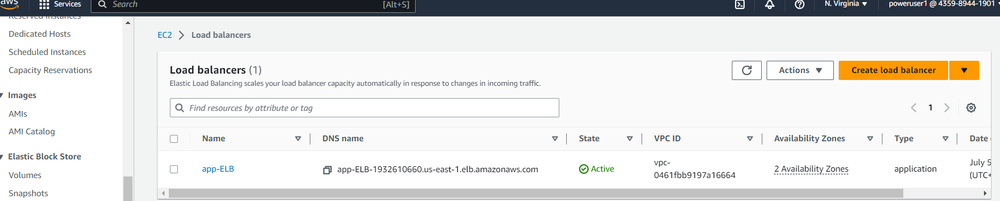 aws
Services
Search
[Alt+S]
N. Virginia
poweruser1 @ 4359-8944-1901
Reserved Instances
Dedicated Hosts
Scheduled Instances
Capacity Reservations
Images
AMIs
AMI Catalog
Elastic Block Store
Volumes
Snapshots
EC2 > Load balancers
Load balancers (1)
Elastic Load Balancing scales your load balancer capacity automatically in response to changes in incoming traffic.
Actions
Create load balancer
Find resources by attribute or tag
1
Name DNS name State VPC ID Availability Zones Type Date
app-ELB
app-ELB-1932610660.us-east-1.elb.amazonaws.com
Active
vpc-
0461fbb9197a16664
2 Availability Zones
application
July 5
(UTC+